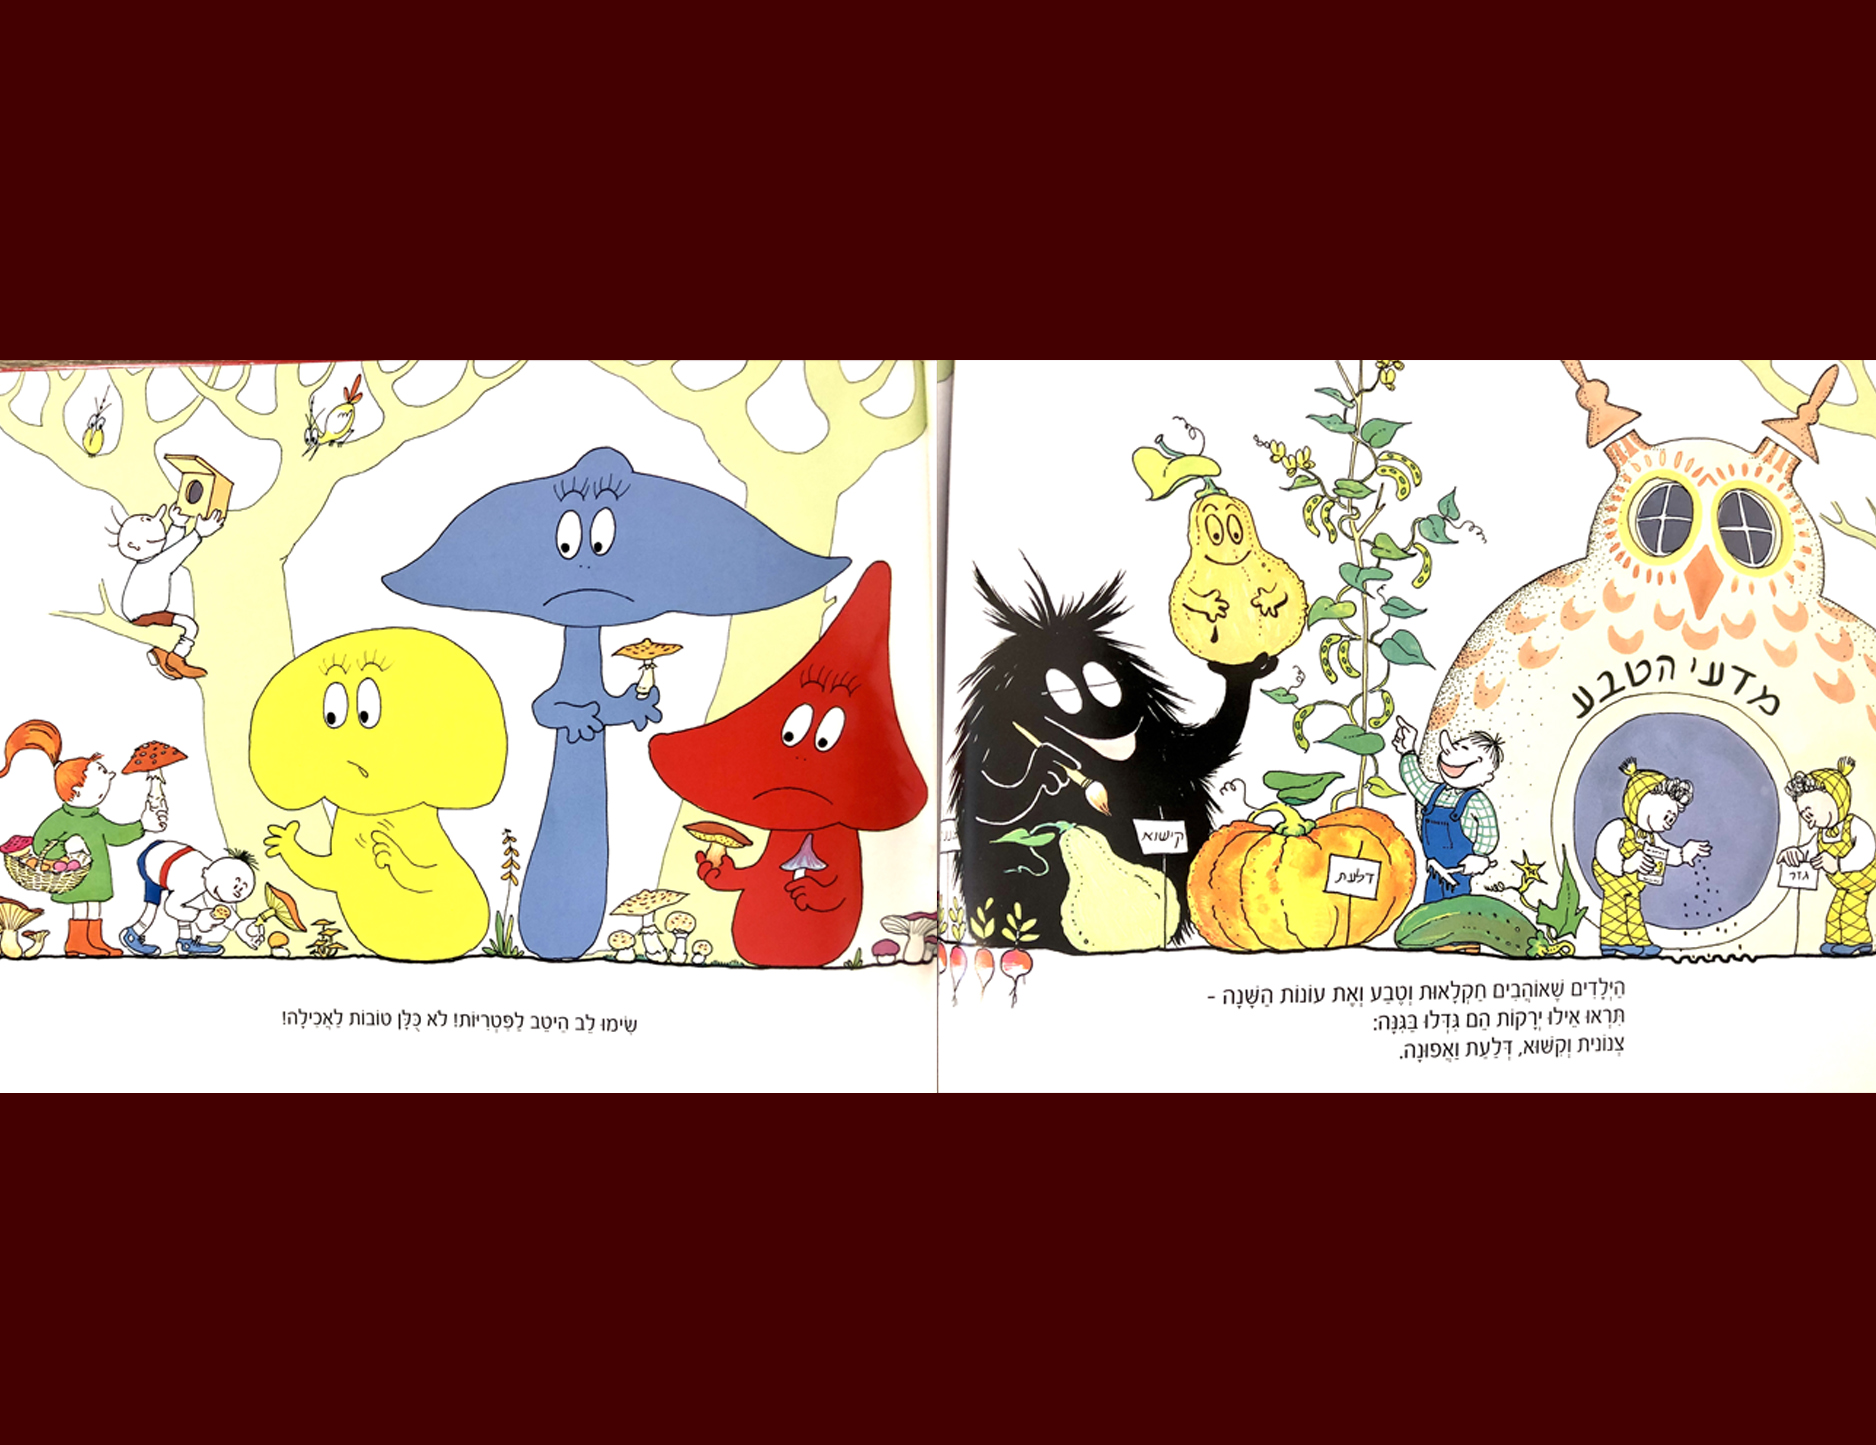 מדעי הטבע
קישוא
דלעת
גזר
הַיְלָדִים שֶׁאוֹהֲבִים חַקְלָאוּת וְטֶבַע וְאֶת עוֹנוֹת הַשָּׁנָה –
תִּרְאוּ אֵילוּ יְרָקוֹת הֵם גִּדְּלוּ בַּגִּנָּה:
צְנוֹנִית וְקִשּׁוּא, דְּלַעַת וַאֲפוּנָה.
שִׂימוּ לֵב הֵיטֵב לַפִּטְרִיּוֹת! לֹא כֻּלָּן טוֹבוֹת לַאֲכִילָה!